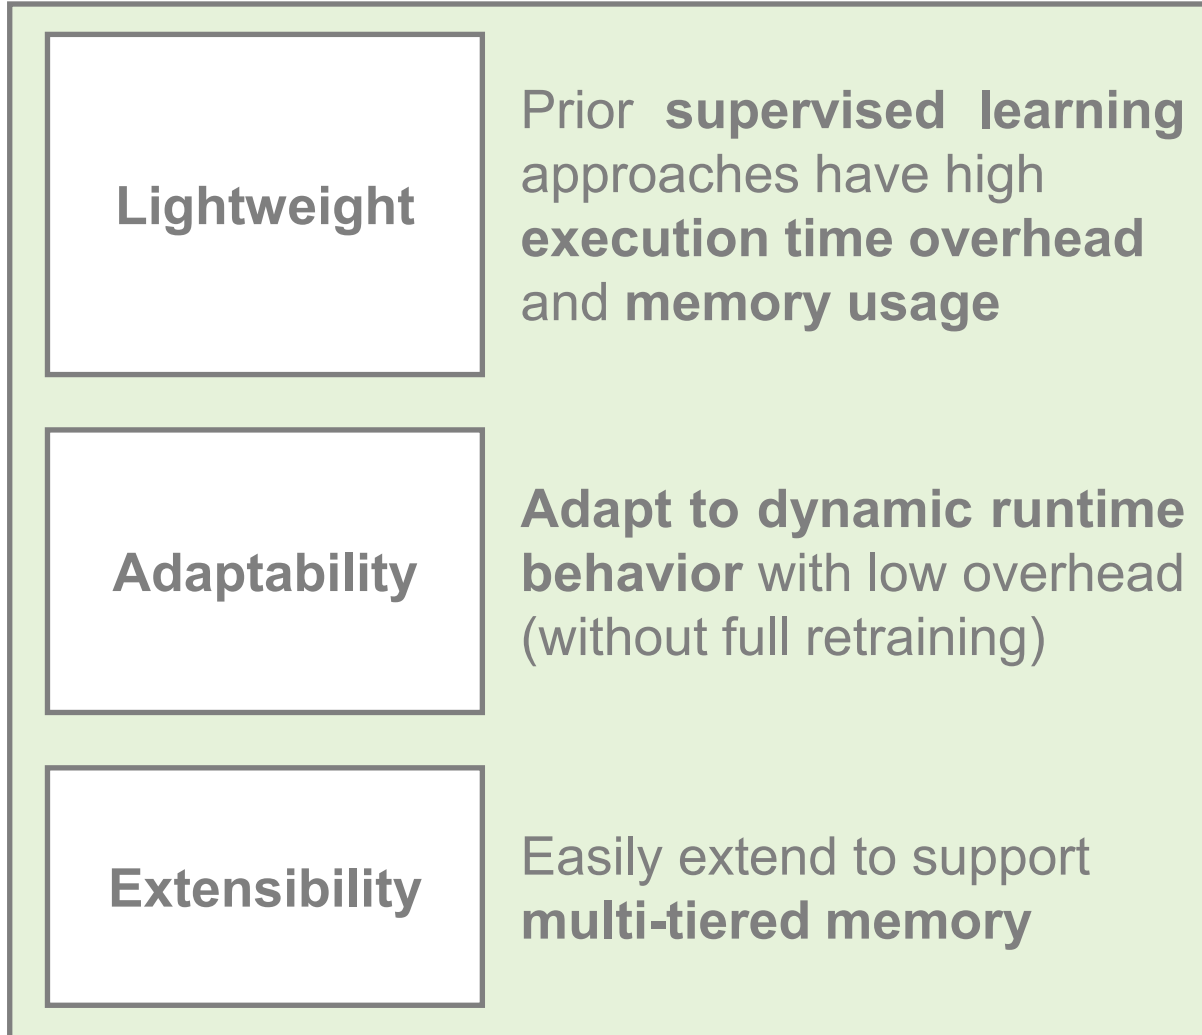 Lightweight
Prior supervised learning
approaches have high
execution time overhead
and memory usage
Adaptability
Adapt to dynamic runtime
behavior with low overhead
(without full retraining)
Extensibility
Easily extend to support
multi-tiered memory